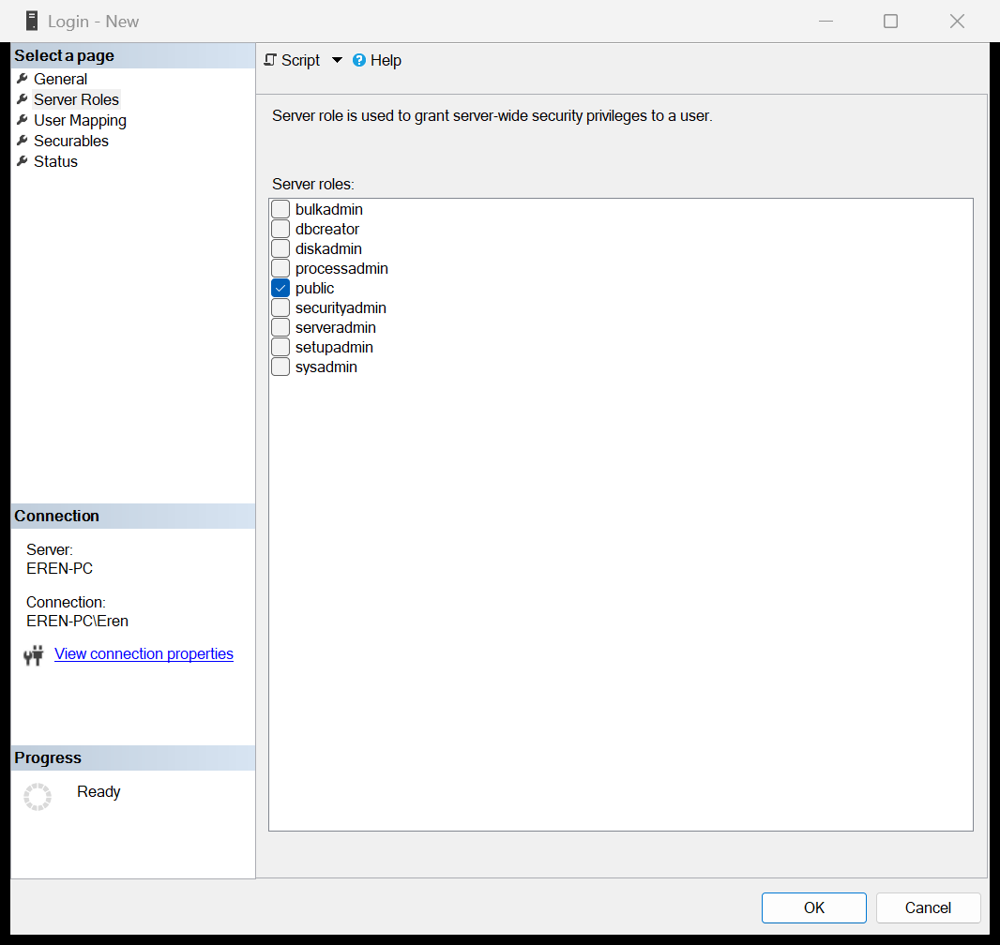 Login - New
Select a page
General
Server Roles
User Mapping
Securables
Status
Script
Help
Server role is used to grant server-wide security privileges to a user.
Server roles:
bulkadmin
dbcreator
diskadmin
processadmin
public
securityadmin
serveradmin
setupadmin
sysadmin
Connection
Server:
EREN-PC
Connection:
EREN-PC\Eren
View connection properties
Progress
Ready
OK
Cancel